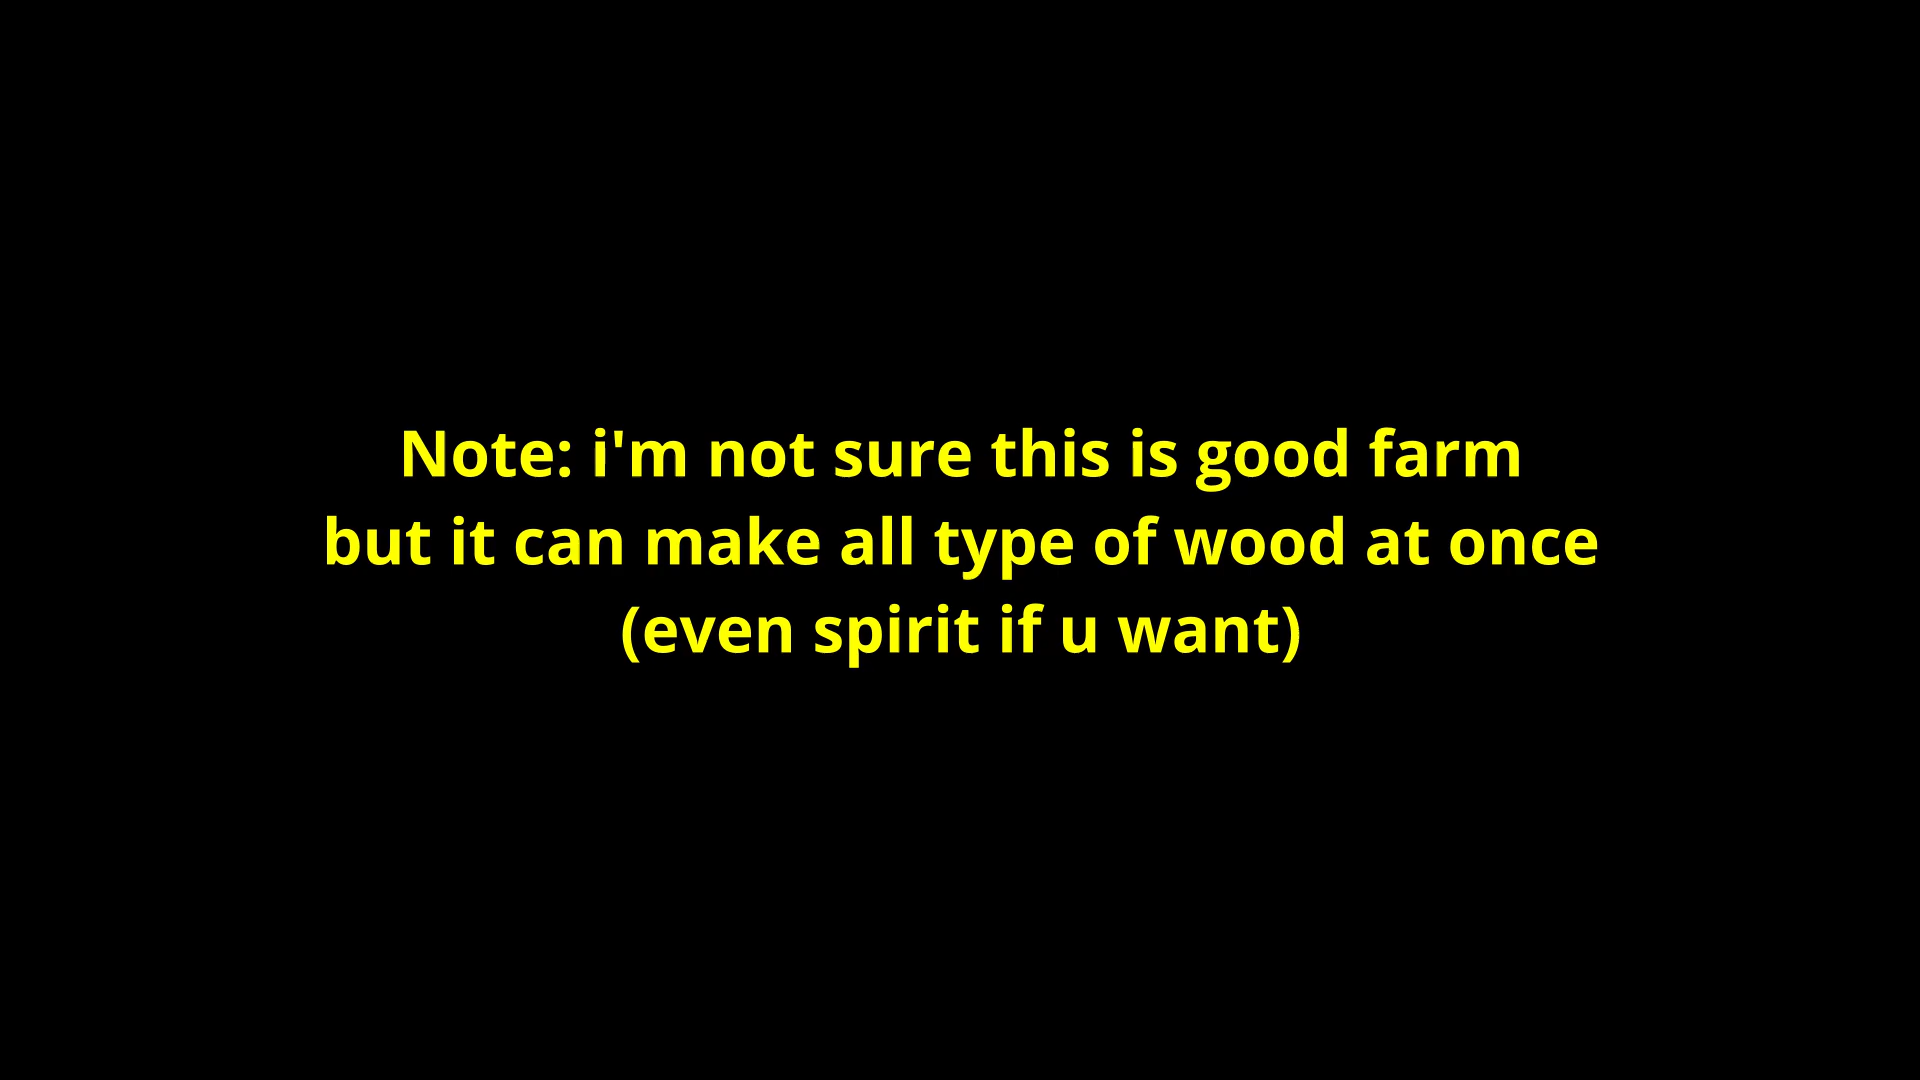 Note: i'm not sure this is good farm
but it can make all type of wood at once
(even spirit if u want)